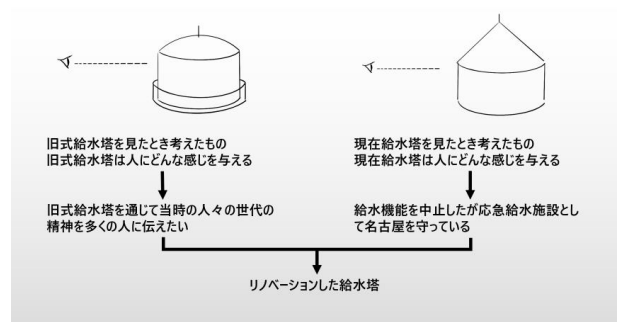 旧式給水塔を見たとき考えたもの
旧式給水塔は人にどんな感じを与える
現在給水塔を見たとき考えたもの
現在給水塔は人にどんな感じを与える
旧式給水塔を通じて当時の人々の世代の
精神を多くの人に伝えたい
給水機能を中止したが応急給水施設とし
て名古屋を守っている
リノベーションした給水塔